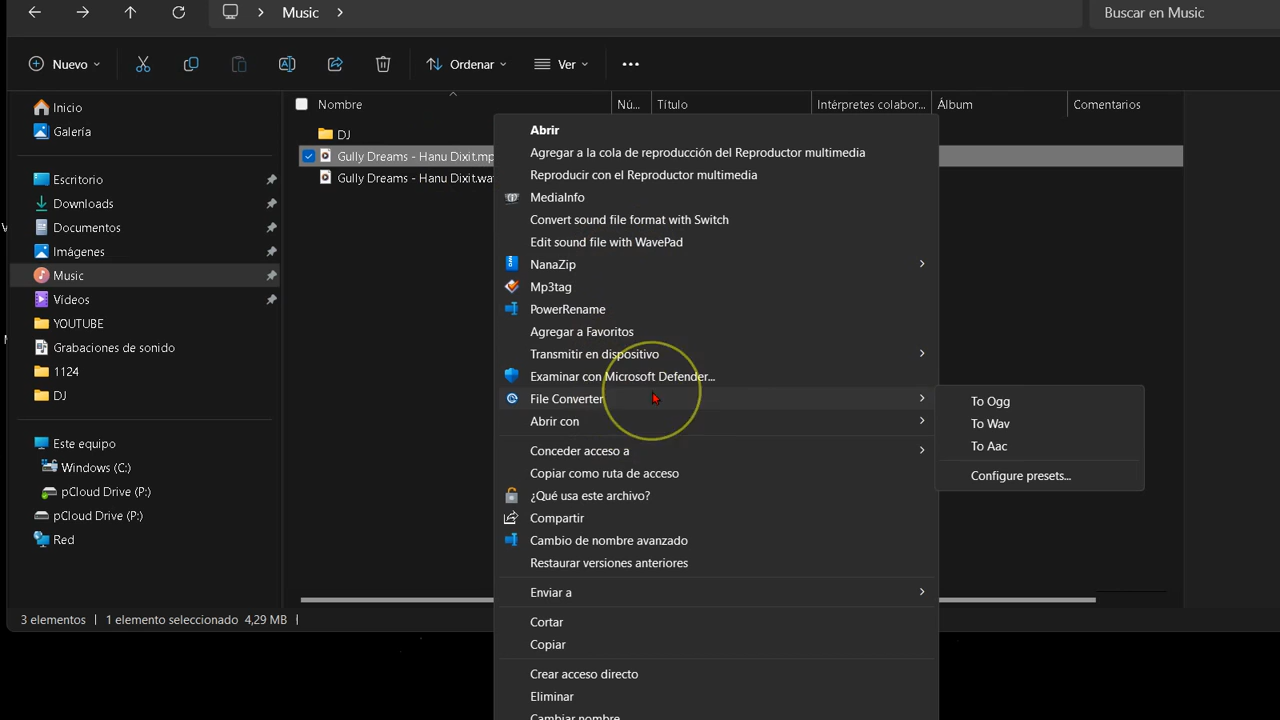 Music
Buscar en Music
Nuevo
Ordenar
Ver
Nombre
Nú...
Título
Intérpretes colabor...
Álbum
Comentarios
Inicio
Galería
Escritorio
Downloads
Documentos
Imágenes
Music
Vídeos
YOUTUBE
Grabaciones de sonido
1124
DJ
Este equipo
Windows (C:)
pCloud Drive (P:)
pCloud Drive (P:)
Red
DJ
Gully Dreams - Hanu Dixit.mp
Gully Dreams - Hanu Dixit.wa
Abrir
Agregar a la cola de reproducción del Reproductor multimedia
Reproducir con el Reproductor multimedia
MediaInfo
Convert sound file format with Switch
Edit sound file with WavePad
NanaZip
Mp3tag
PowerRename
Agregar a Favoritos
Transmitir en dispositivo
Examinar con Microsoft Defender...
File Converter
Abrir con
Conceder acceso a
Copiar como ruta de acceso
¿Qué usa este archivo?
Compartir
Cambio de nombre avanzado
Restaurar versiones anteriores
Enviar a
Cortar
Copiar
Crear acceso directo
Eliminar
Cambiar nombre
To Ogg
To Wav
To Aac
Configure presets...
3 elementos
1 elemento seleccionado 4,29 MB